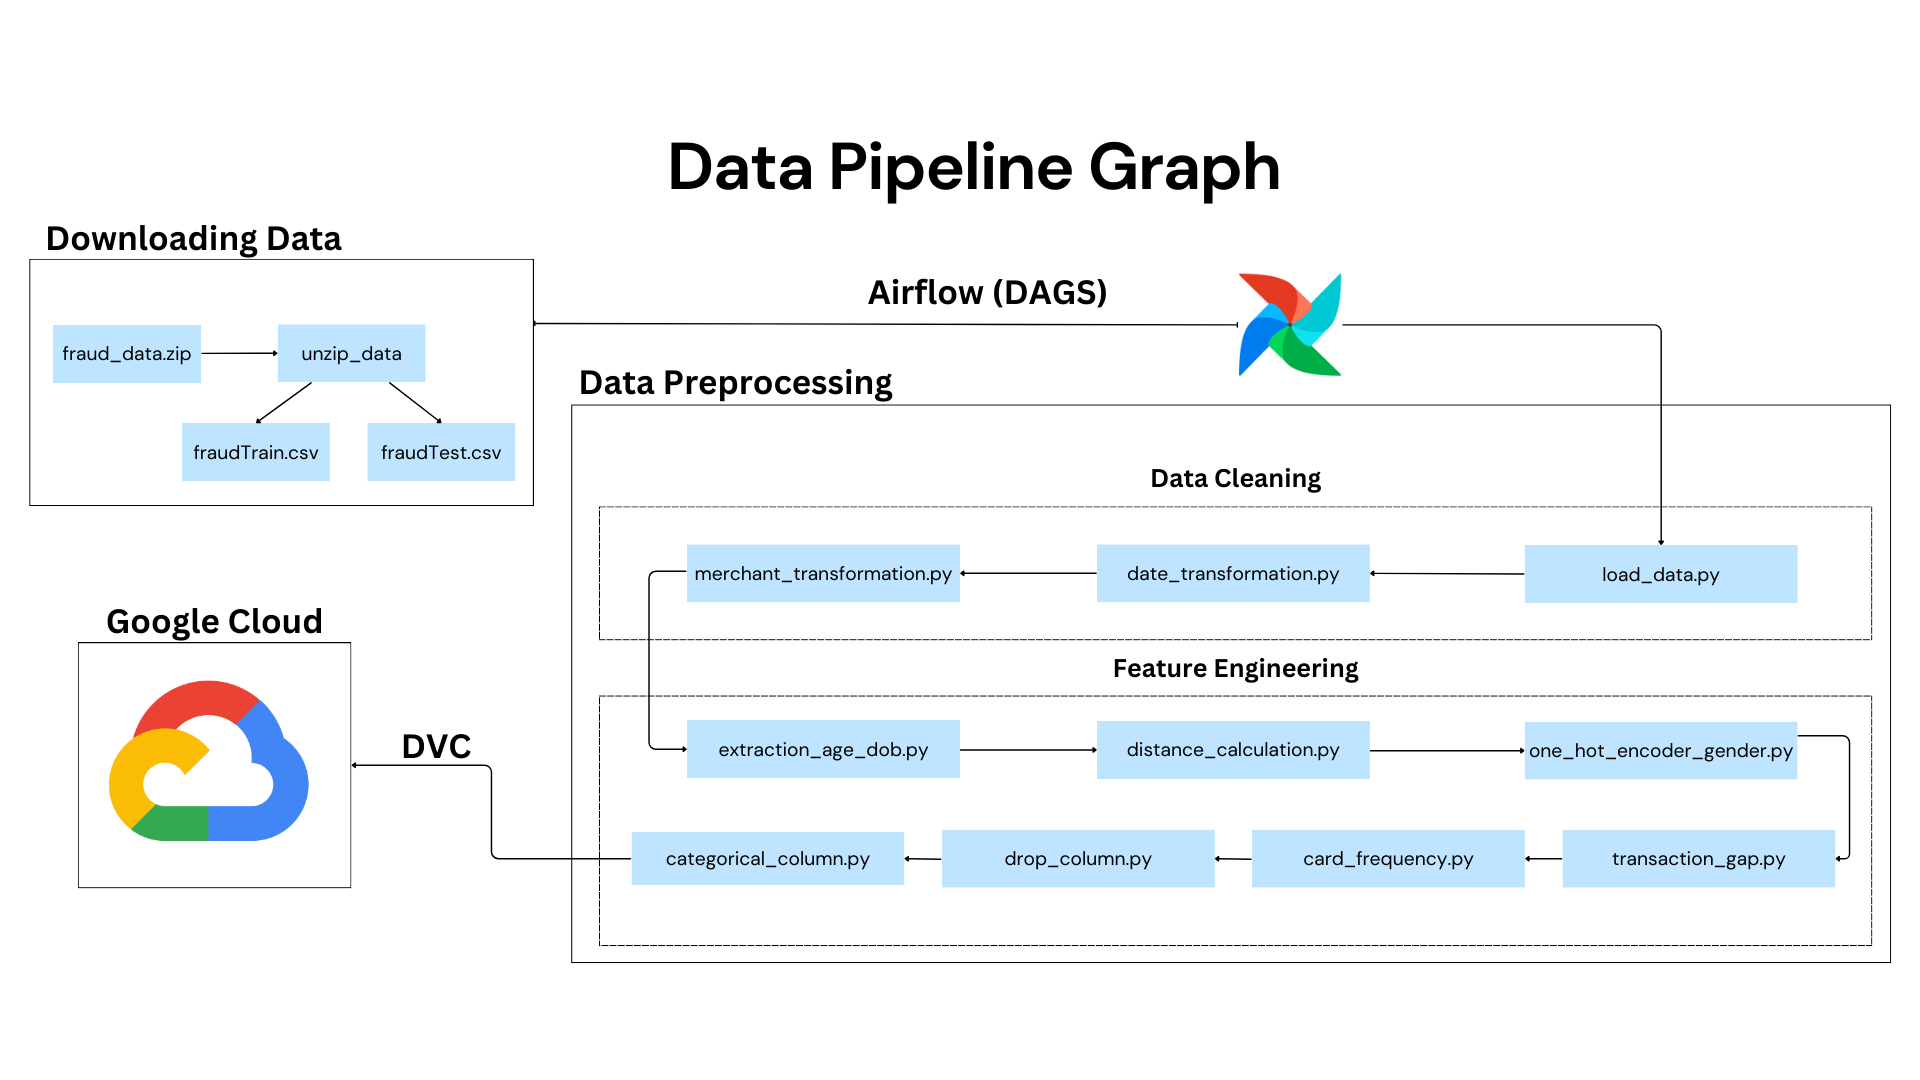 Data Pipeline Graph
Downloading Data
fraud_data.zip
unzip_data
fraudTrain.csv
fraudTest.csv
Airflow (DAGS)
Data Preprocessing
Data Cleaning
merchant_transformation.py
date_transformation.py
load_data.py
Feature Engineering
extraction_age_dob.py
distance_calculation.py
one_hot_encoder_gender.py
categorical_column.py
drop_column.py
card_frequency.py
transaction_gap.py
Google Cloud
DVC